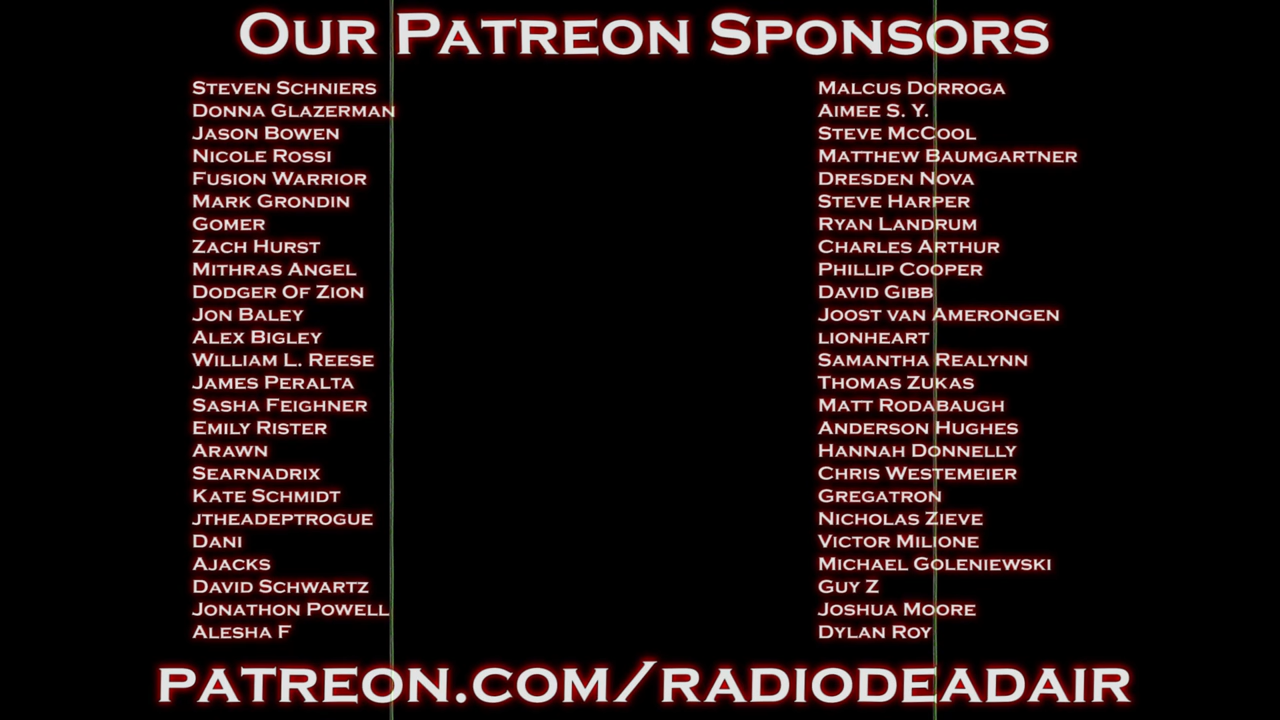 Our Patreon Sponsors
Steven Schniers
Donna Glazerman
Jason Bowen
Nicole Rossi
Fusion Warrior
Mark Grondin
Gomer
Zach Hurst
Mithras Angel
Dodger Of Zion
Jon Baley
Alex Bigley
William L. Reese
James Peralta
Sasha Feighner
Emily Rister
Arawn
Searnadrix
Kate Schmidt
jtheadeptrogue
Dani
Ajacks
David Schwartz
Jonathon Powell
Alesha F
Malcus Dorroga
Aimee S. Y.
Steve McCool
Matthew Baumgartner
Dresden Nova
Steve Harper
Ryan Landrum
Charles Arthur
Phillip Cooper
David Gibb
Joost van Amerongen
lionheart
Samantha Realynn
Thomas Zukas
Matt Rodabaugh
Anderson Hughes
Hannah Donnelly
Chris Westemeier
Gregatron
Nicholas Zieve
Victor Milione
Michael Goleniewski
Guy Z
Joshua Moore
Dylan Roy
patreon.com/radiodeadair